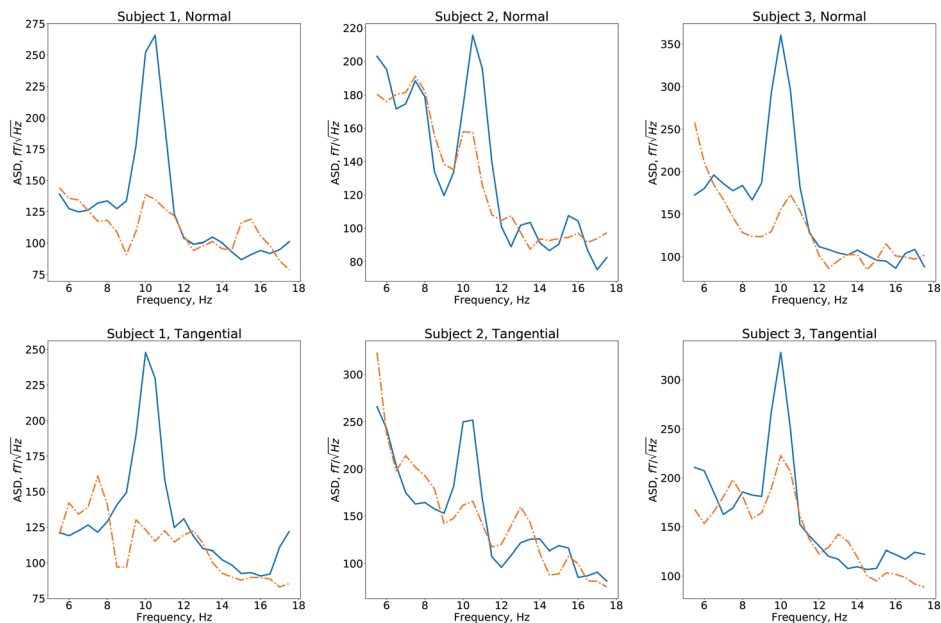 Subject 1, Normal
275
250
225
200
175
150
125
100
75
ASD, fT/√Hz
6 8 10 12 14 16 18
Frequency, Hz
Subject 2, Normal
220
200
180
160
140
120
100
80
ASD, fT/√Hz
6 8 10 12 14 16 18
Frequency, Hz
Subject 3, Normal
350
300
250
200
150
100
ASD, fT/√Hz
6 8 10 12 14 16 18
Frequency, Hz
Subject 1, Tangential
250
225
200
175
150
125
100
75
ASD, fT/√Hz
6 8 10 12 14 16 18
Frequency, Hz
Subject 2, Tangential
300
250
200
150
100
ASD, fT/√Hz
6 8 10 12 14 16 18
Frequency, Hz
Subject 3, Tangential
300
250
200
150
100
ASD, fT/√Hz
6 8 10 12 14 16 18
Frequency, Hz